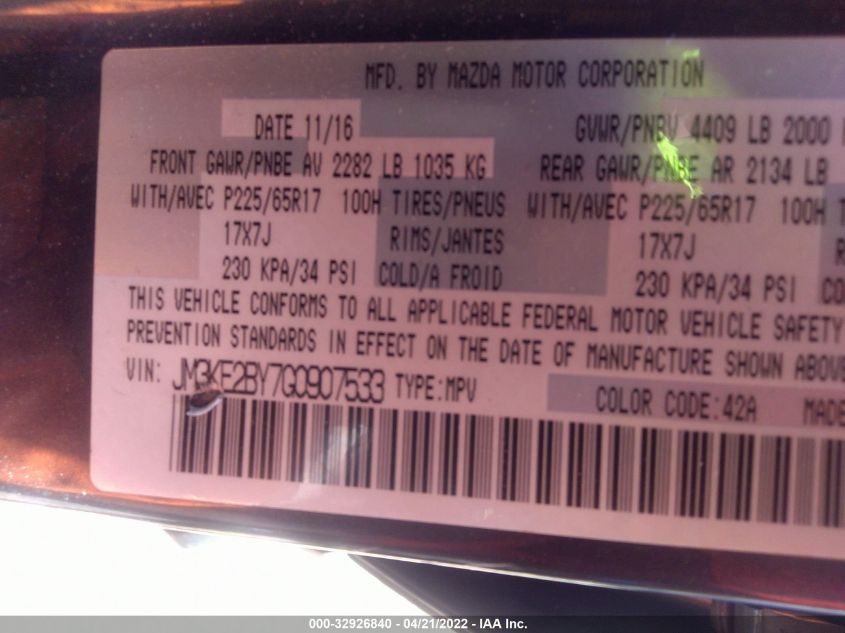 MFD. BY MAZDA MOTOR CORPORATION
DATE 11/16 GVWR/PNBV 4409 LB 2000
FRONT GAWR/PNBE AV 2282 LB 1035 KG REAR GAWR/PNBE AR 2134 LB
WITH/AVEC P225/65R17 100H TIRES/PNEUS WITH/AVEC P225/65R17 100H
17X7J RIMS/JANTES 17X7J
230 KPA/34 PSI COLD/A FROID 230 KPA/34 PSI
THIS VEHICLE CONFORMS TO ALL APPLICABLE FEDERAL MOTOR VEHICLE SAFETY
PREVENTION STANDARDS IN EFFECT ON THE DATE OF MANUFACTURE SHOWN ABOVE
VIN: JM3KE2BY7G0907533 TYPE:MPV COLOR CODE:42A MADE
000-32926840 - 04/21/2022 - IAA Inc.